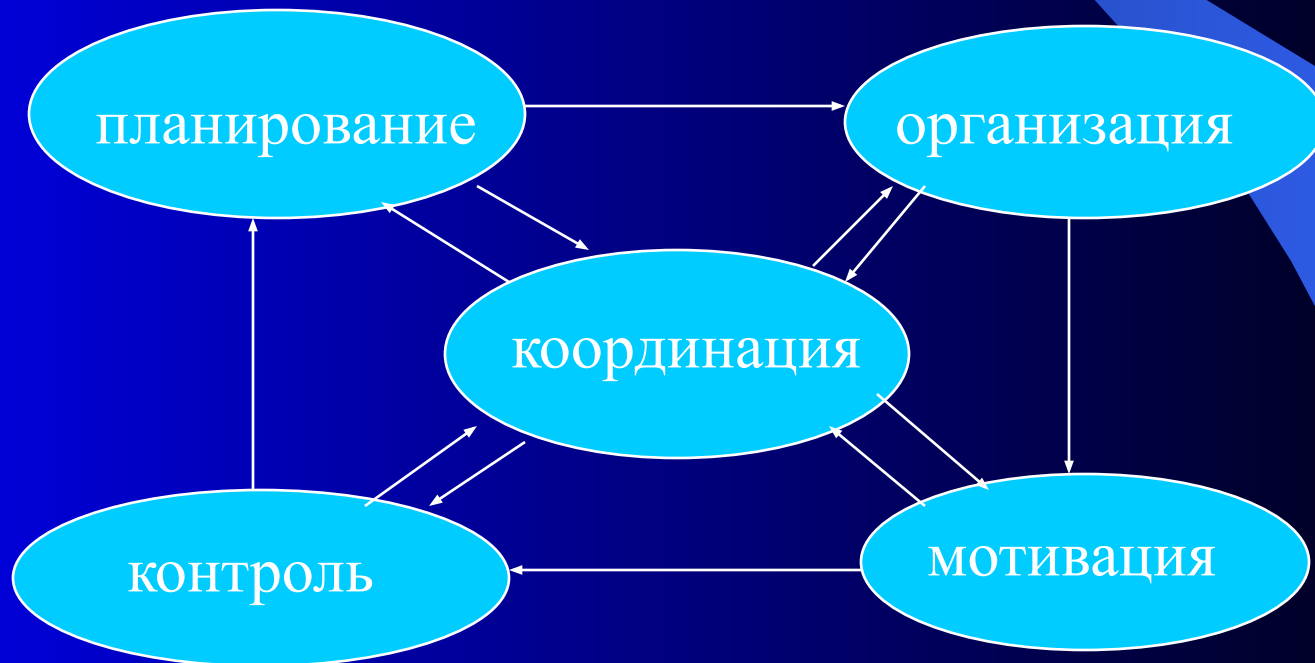 планирование
организация
координация
контроль
мотивация